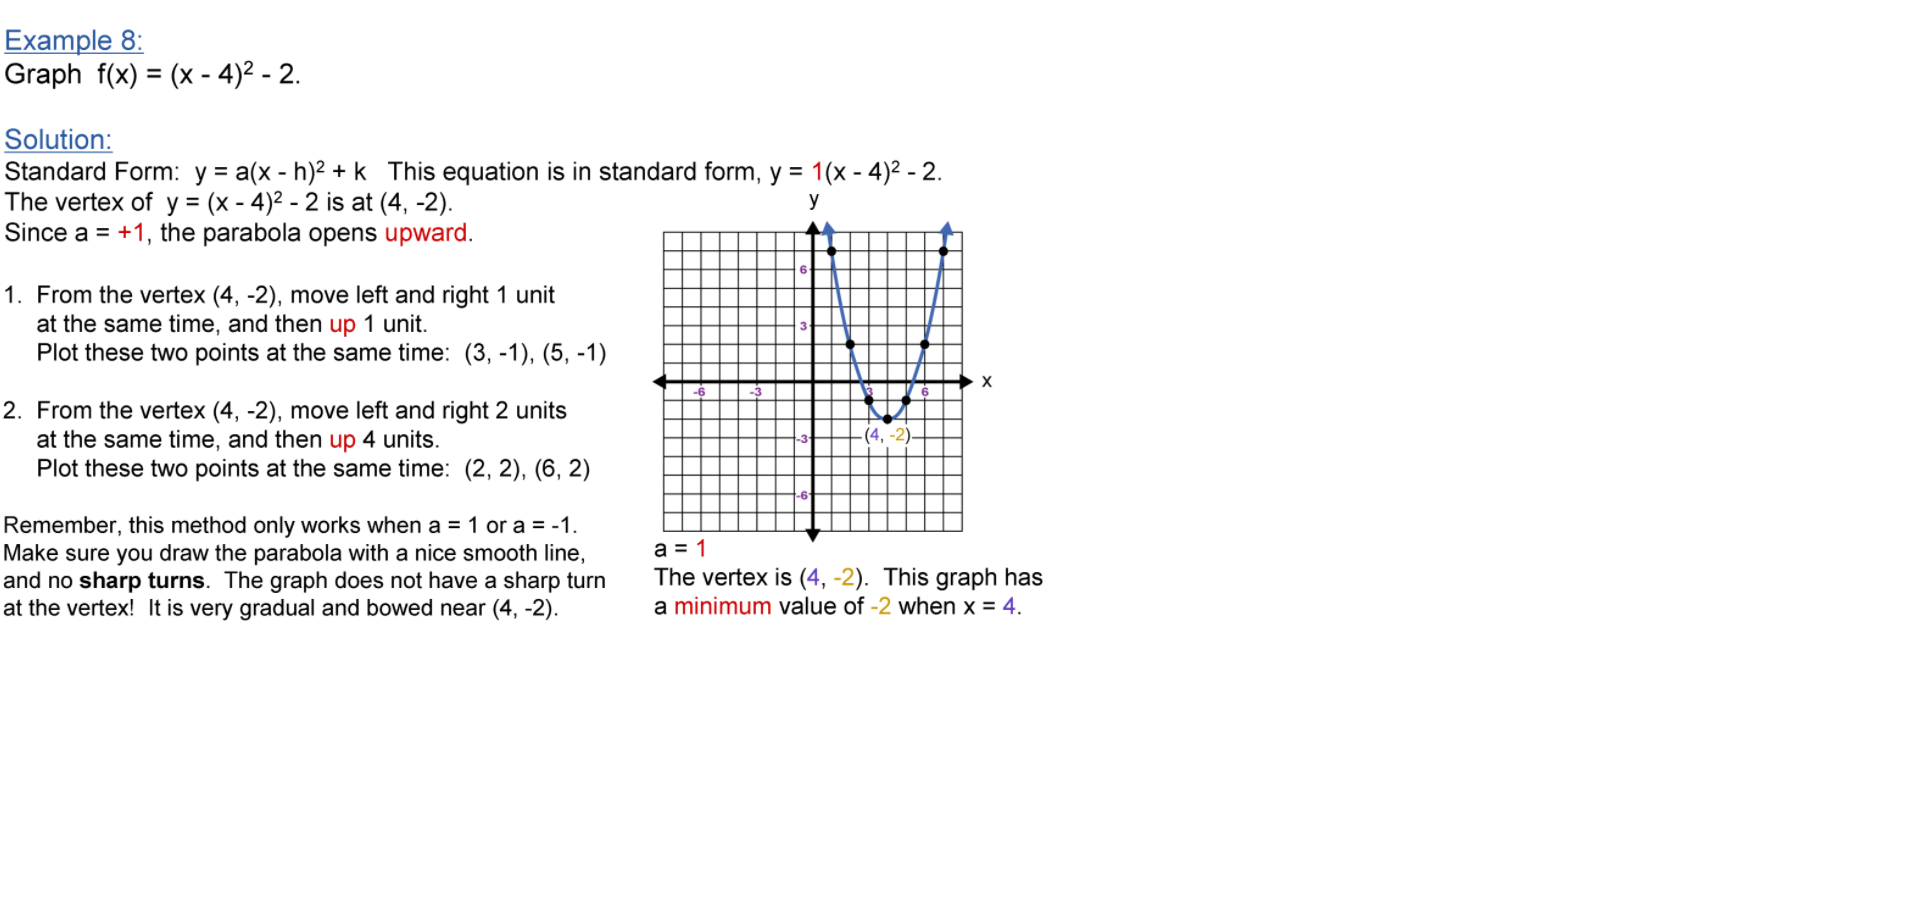 Example 8:
Graph f(x) = (x - 4)² - 2.
Solution:
Standard Form: y = a(x - h)² + k This equation is in standard form, y = 1(x - 4)² - 2.
The vertex of y = (x - 4)² - 2 is at (4, -2).
Since a = +1, the parabola opens upward.
1. From the vertex (4, -2), move left and right 1 unit
at the same time, and then up 1 unit.
Plot these two points at the same time: (3, -1), (5, -1)
2. From the vertex (4, -2), move left and right 2 units
at the same time, and then up 4 units.
Plot these two points at the same time: (2, 2), (6, 2)
Remember, this method only works when a = 1 or a = -1.
Make sure you draw the parabola with a nice smooth line,
and no sharp turns. The graph does not have a sharp turn
at the vertex! It is very gradual and bowed near (4, -2).
y
6
3
x
-6 -3 3 6
-3
(4, -2)
-6
a = 1
The vertex is (4, -2). This graph has
a minimum value of -2 when x = 4.